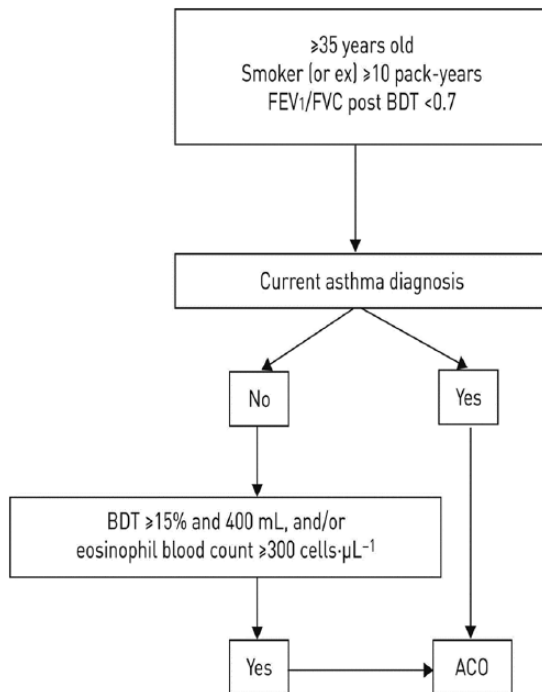 ≥35 years old
Smoker (or ex) ≥10 pack-years
FEV₁/FVC post BDT <0.7
Current asthma diagnosis
No
Yes
BDT ≥15% and 400 mL, and/or
eosinophil blood count ≥300 cells·μL⁻¹
Yes
ACO